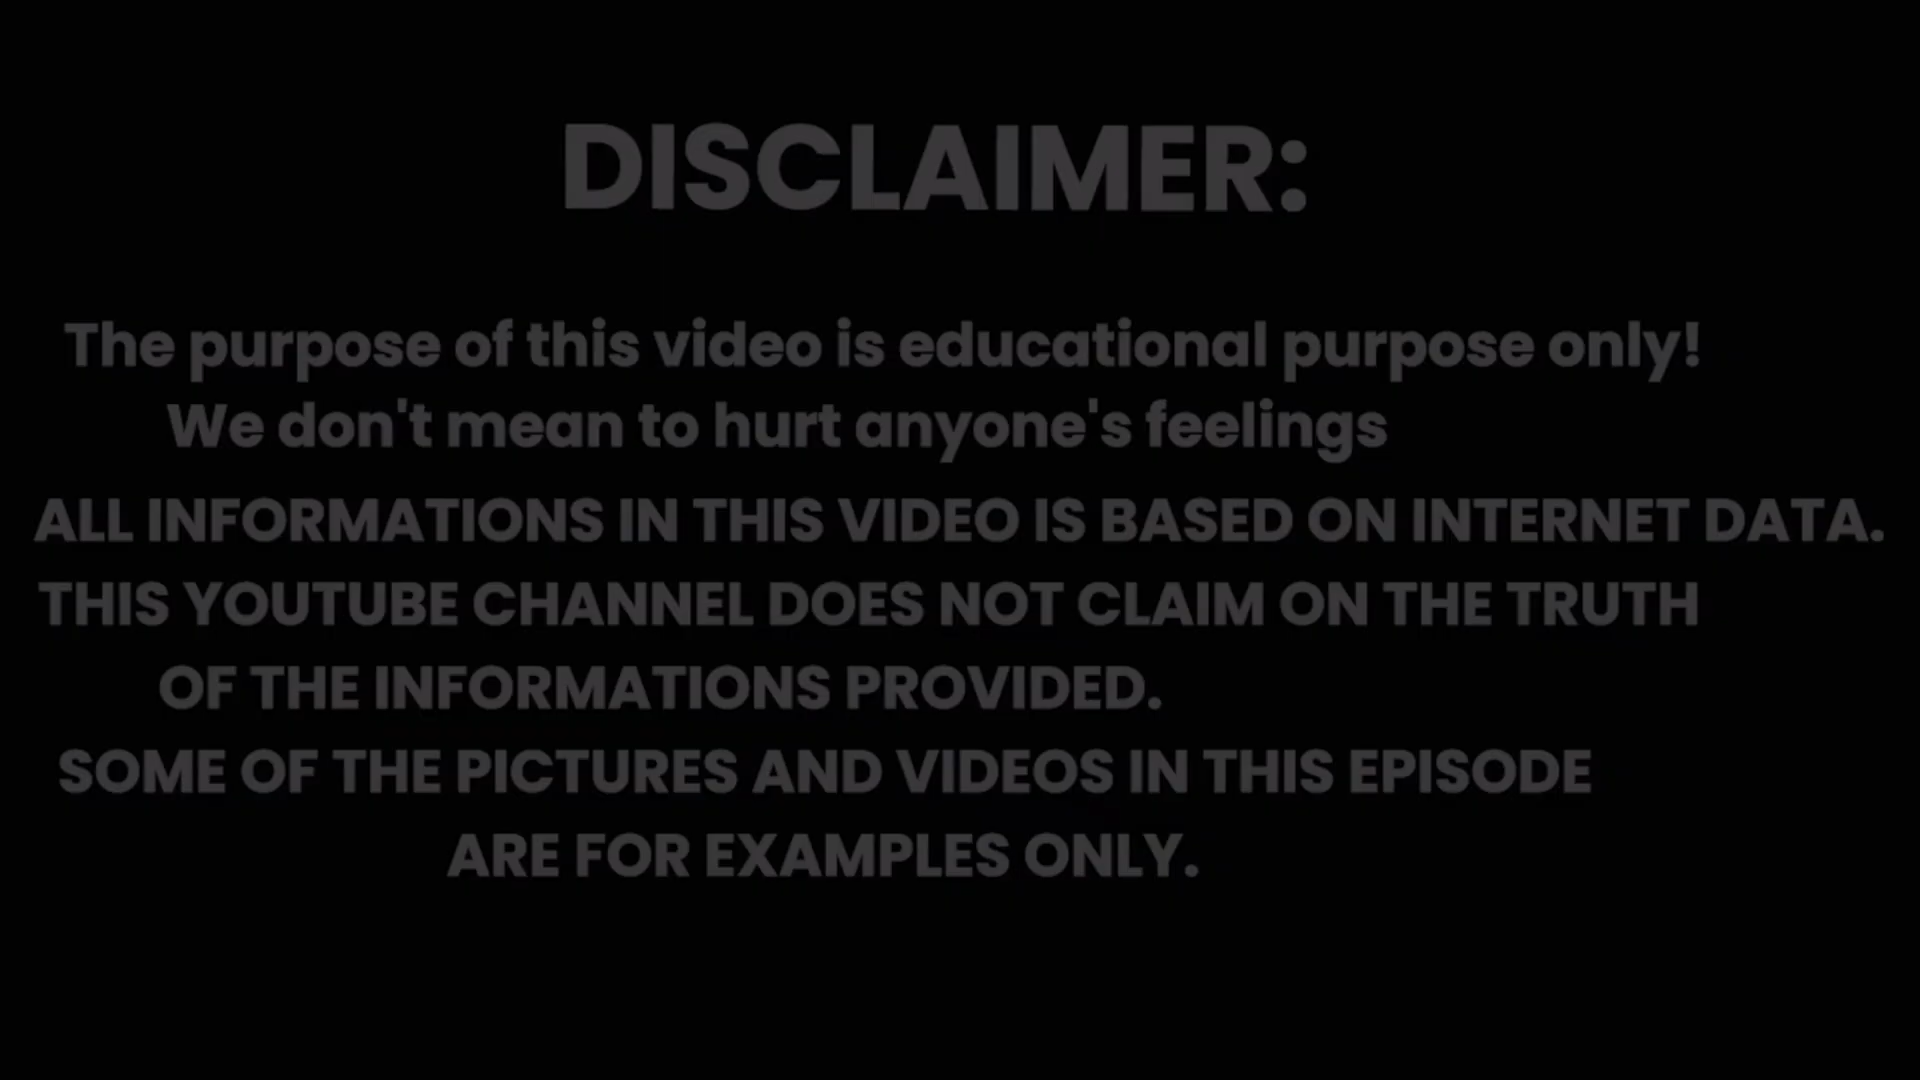 DISCLAIMER:
The purpose of this video is educational purpose only!
We don't mean to hurt anyone's feelings
ALL INFORMATIONS IN THIS VIDEO IS BASED ON INTERNET DATA.
THIS YOUTUBE CHANNEL DOES NOT CLAIM ON THE TRUTH
OF THE INFORMATIONS PROVIDED.
SOME OF THE PICTURES AND VIDEOS IN THIS EPISODE
ARE FOR EXAMPLES ONLY.